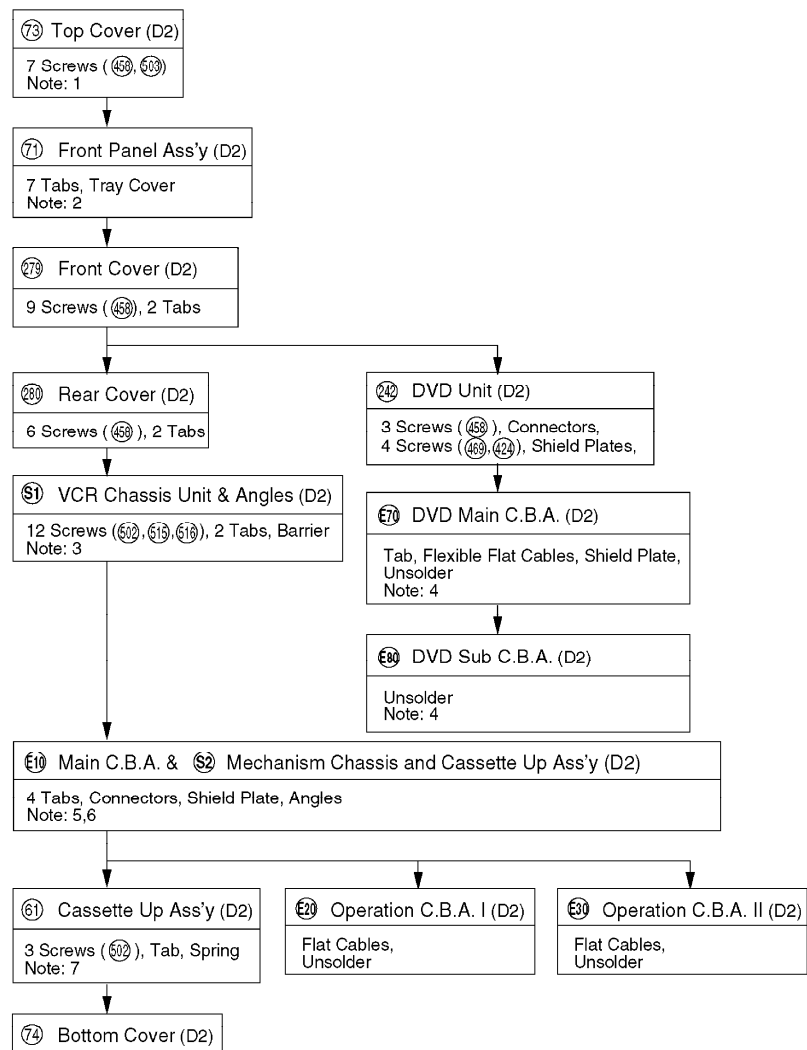 73 Top Cover (D2)
7 Screws (458, 503)
Note: 1
71 Front Panel Ass'y (D2)
7 Tabs, Tray Cover
Note: 2
279 Front Cover (D2)
9 Screws (458), 2 Tabs
280 Rear Cover (D2)
6 Screws (458), 2 Tabs
242 DVD Unit (D2)
3 Screws (458), Connectors,
4 Screws (469, 424), Shield Plates,
S1 VCR Chassis Unit & Angles (D2)
12 Screws (502, 515, 516), 2 Tabs, Barrier
Note: 3
E70 DVD Main C.B.A. (D2)
Tab, Flexible Flat Cables, Shield Plate,
Unsolder
Note: 4
E80 DVD Sub C.B.A. (D2)
Unsolder
Note: 4
E10 Main C.B.A. & S2 Mechanism Chassis and Cassette Up Ass'y (D2)
4 Tabs, Connectors, Shield Plate, Angles
Note: 5,6
61 Cassette Up Ass'y (D2)
3 Screws (502), Tab, Spring
Note: 7
E20 Operation C.B.A. I (D2)
Flat Cables,
Unsolder
E30 Operation C.B.A. II (D2)
Flat Cables,
Unsolder
74 Bottom Cover (D2)